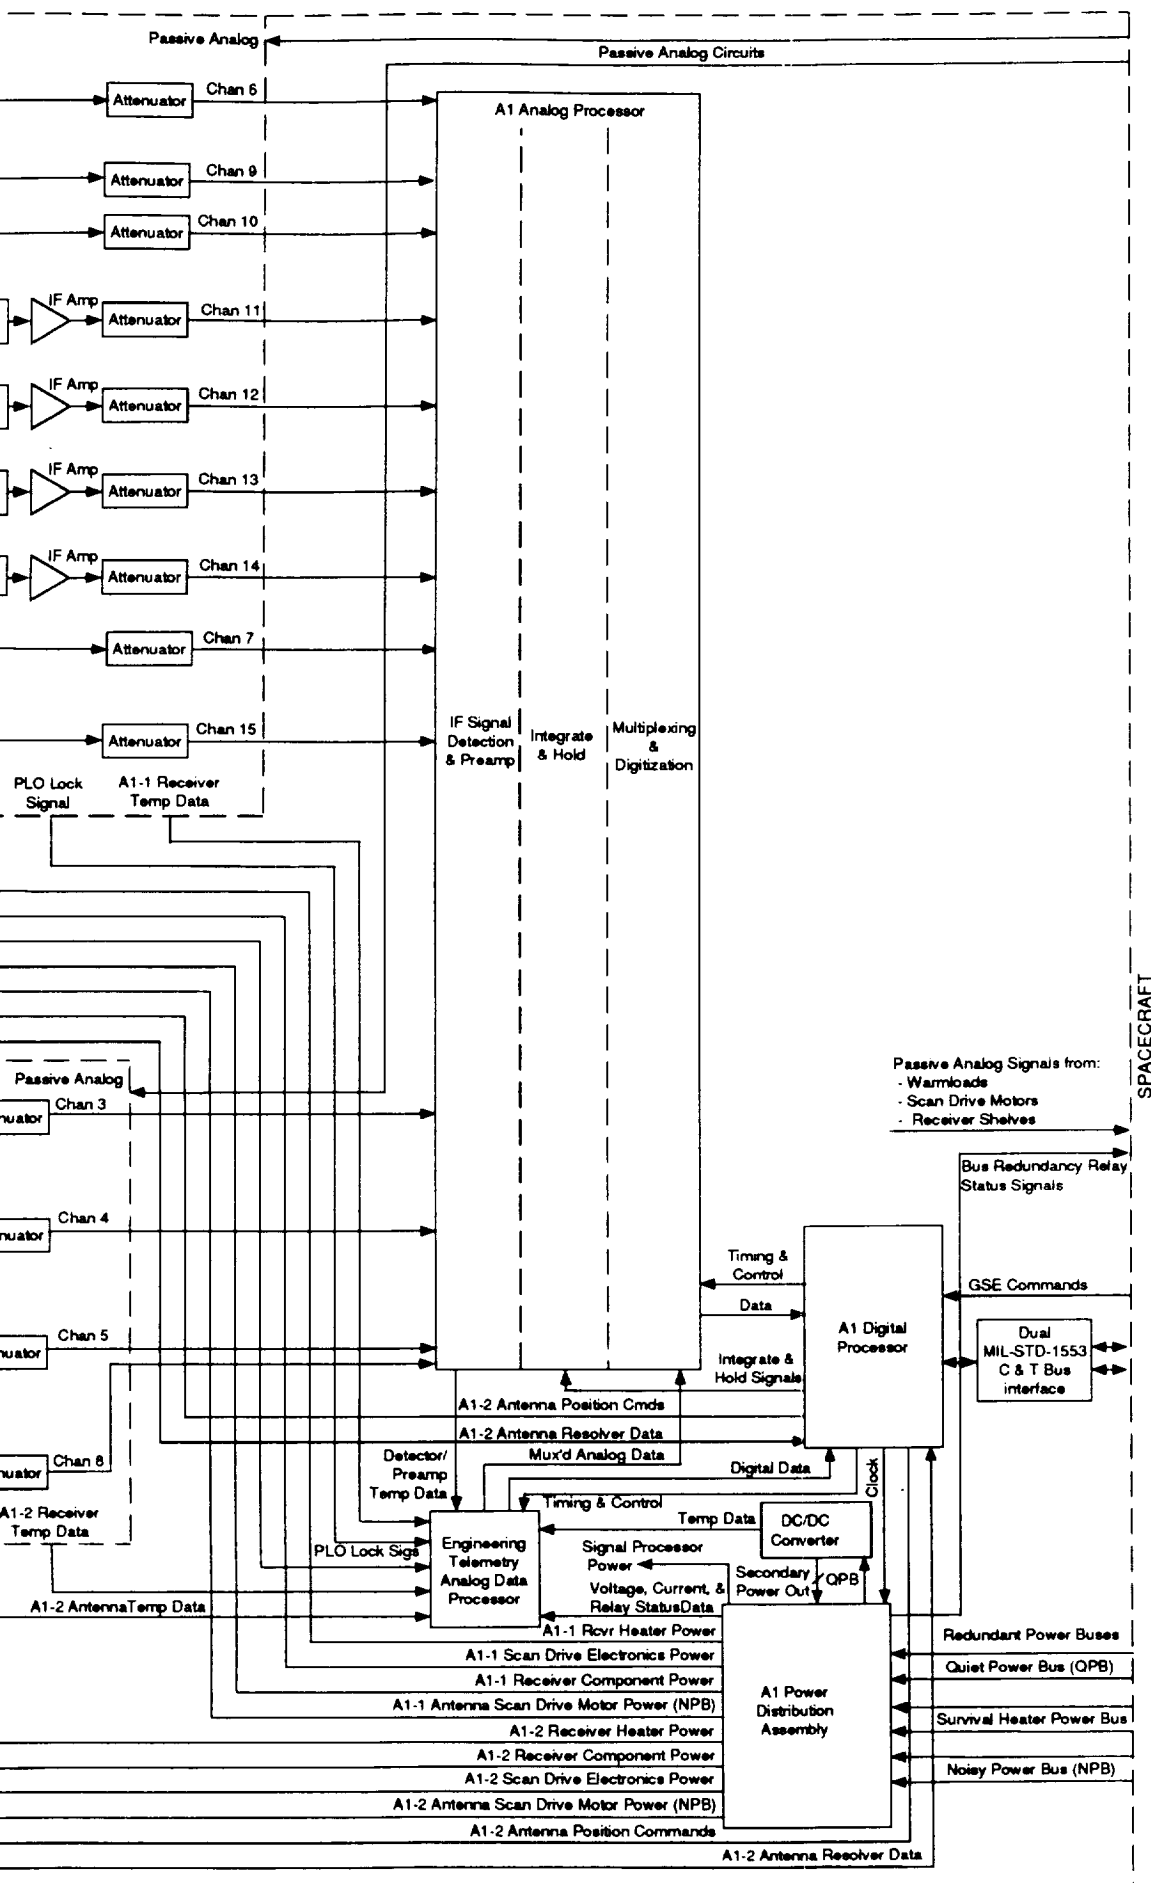 Passive Analog
Passive Analog Circuits
Attenuator
Chan 6
A1 Analog Processor
Attenuator
Chan 9
Attenuator
Chan 10
IF Amp
Attenuator
Chan 11
IF Amp
Attenuator
Chan 12
IF Amp
Attenuator
Chan 13
IF Amp
Attenuator
Chan 14
Attenuator
Chan 7
Attenuator
Chan 15
IF Signal
Detection
& Preamp
Integrate
& Hold
Multiplexing
&
Digitization
PLO Lock
Signal
A1-1 Receiver
Temp Data
SPACECRAFT
Passive Analog Signals from:
- Warmloads
- Scan Drive Motors
- Receiver Shelves
Bus Redundancy Relay
Status Signals
Passive Analog
nuator
Chan 3
nuator
Chan 4
nuator
Chan 5
nuator
Chan 8
A1-2 Receiver
Temp Data
Timing &
Control
Data
Integrate &
Hold Signals
A1 Digital
Processor
GSE Commands
Dual
MIL-STD-1553
C & T Bus
interface
A1-2 Antenna Position Cmds
A1-2 Antenna Resolver Data
Mux'd Analog Data
Detector/
Preamp
Temp Data
Digital Data
Clock
Timing & Control
Temp Data
DC/DC
Converter
Engineering
Telemetry
Analog Data
Processor
PLO Lock Sigs
Signal Processor
Power
Secondary
Power Out
QPB
Voltage, Current, &
Relay StatusData
A1-2 AntennaTemp Data
A1-1 Rcvr Heater Power
A1-1 Scan Drive Electronics Power
A1-1 Receiver Component Power
A1-1 Antenna Scan Drive Motor Power (NPB)
A1-2 Receiver Heater Power
A1-2 Receiver Component Power
A1-2 Scan Drive Electronics Power
A1-2 Antenna Scan Drive Motor Power (NPB)
A1-2 Antenna Position Commands
A1-2 Antenna Resolver Data
A1 Power
Distribution
Assembly
Redundant Power Buses
Quiet Power Bus (QPB)
Survival Heater Power Bus
Noisy Power Bus (NPB)